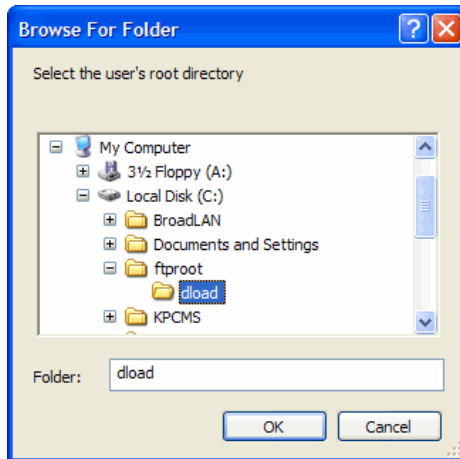 Browse For Folder
Select the user's root directory
My Computer
3½ Floppy (A:)
Local Disk (C:)
BroadLAN
Documents and Settings
ftproot
dload
KPCMS
Folder: dload
OK Cancel